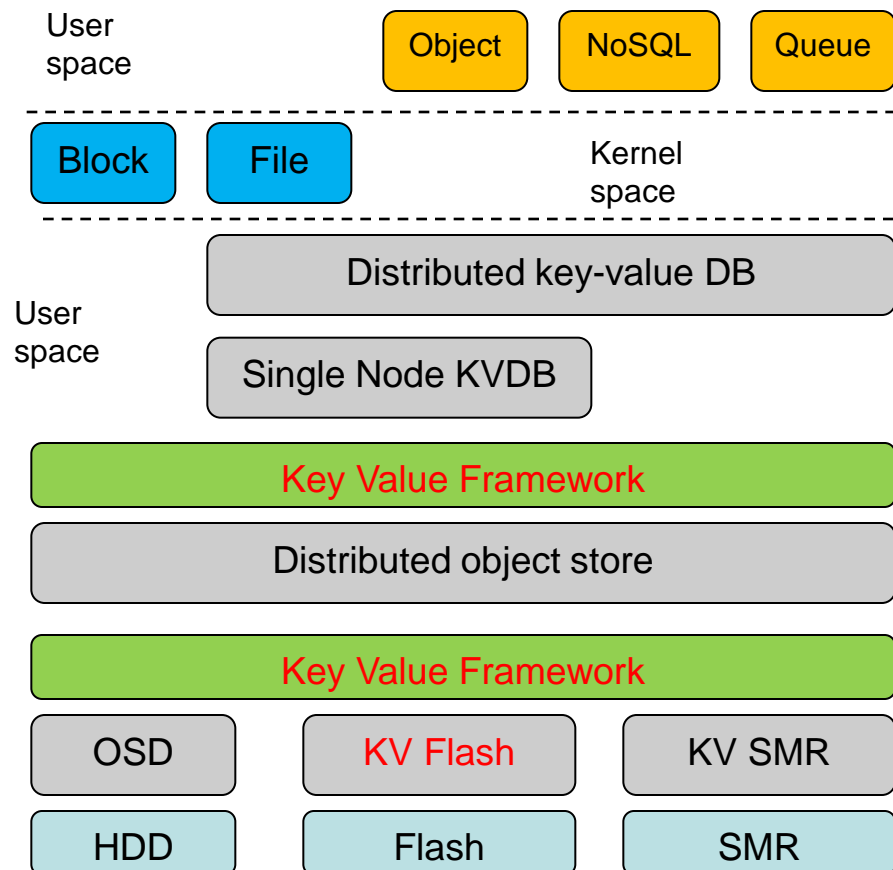 User
space
Object
NoSQL
Queue
Block
File
Kernel
space
Distributed key-value DB
User
space
Single Node KVDB
Key Value Framework
Distributed object store
Key Value Framework
OSD
KV Flash
KV SMR
HDD
Flash
SMR